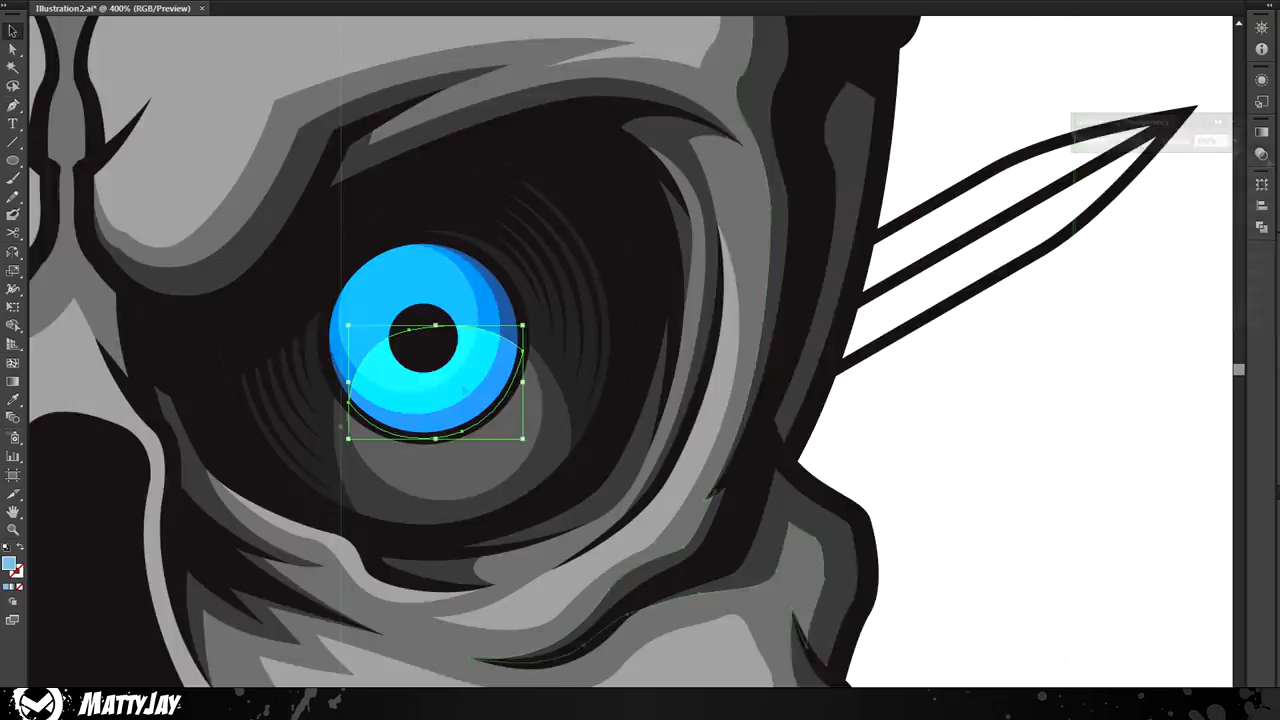 Illustration2.ai* @ 400% (RGB/Preview) ×
T
MATTYJAY